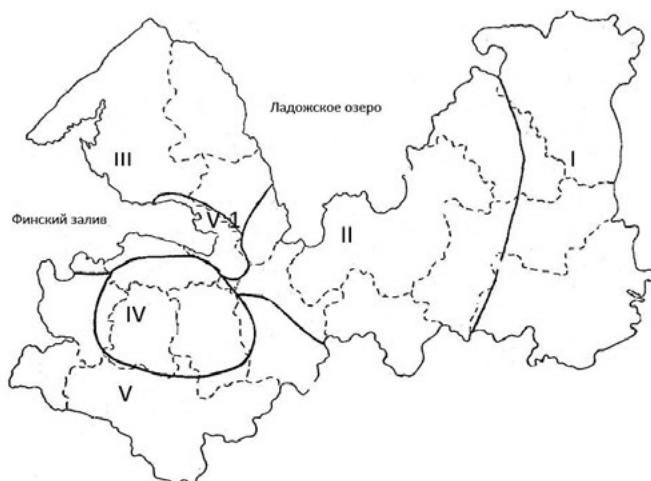 Ладожское озеро
III
I
Финский залив
V-1
II
IV
V